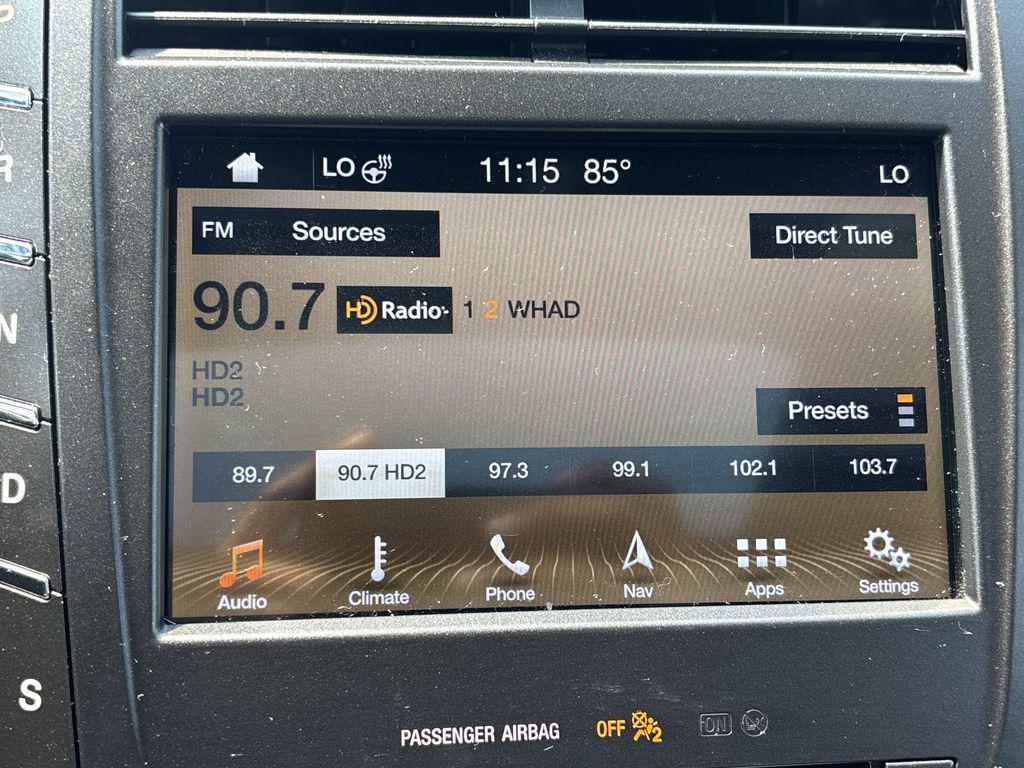 LO 11:15 85° LO
FM Sources Direct Tune
90.7 HD Radio 1 2 WHAD
HD2
HD2
Presets
89.7 90.7 HD2 97.3 99.1 102.1 103.7
Audio Climate Phone Nav Apps Settings
R
N
D
S
PASSENGER AIRBAG OFF 2 ON